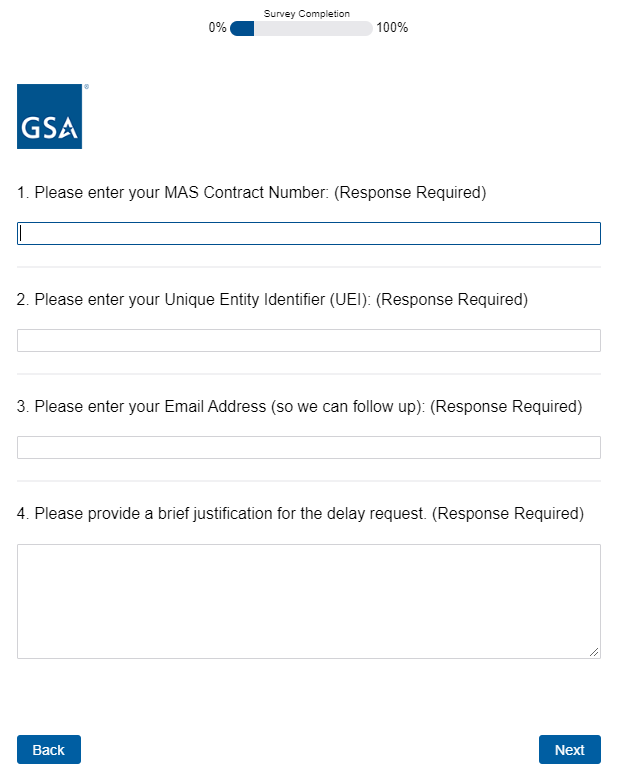 Survey Completion
0% 100%
GSA
®
1. Please enter your MAS Contract Number: (Response Required)
2. Please enter your Unique Entity Identifier (UEI): (Response Required)
3. Please enter your Email Address (so we can follow up): (Response Required)
4. Please provide a brief justification for the delay request. (Response Required)
Back Next